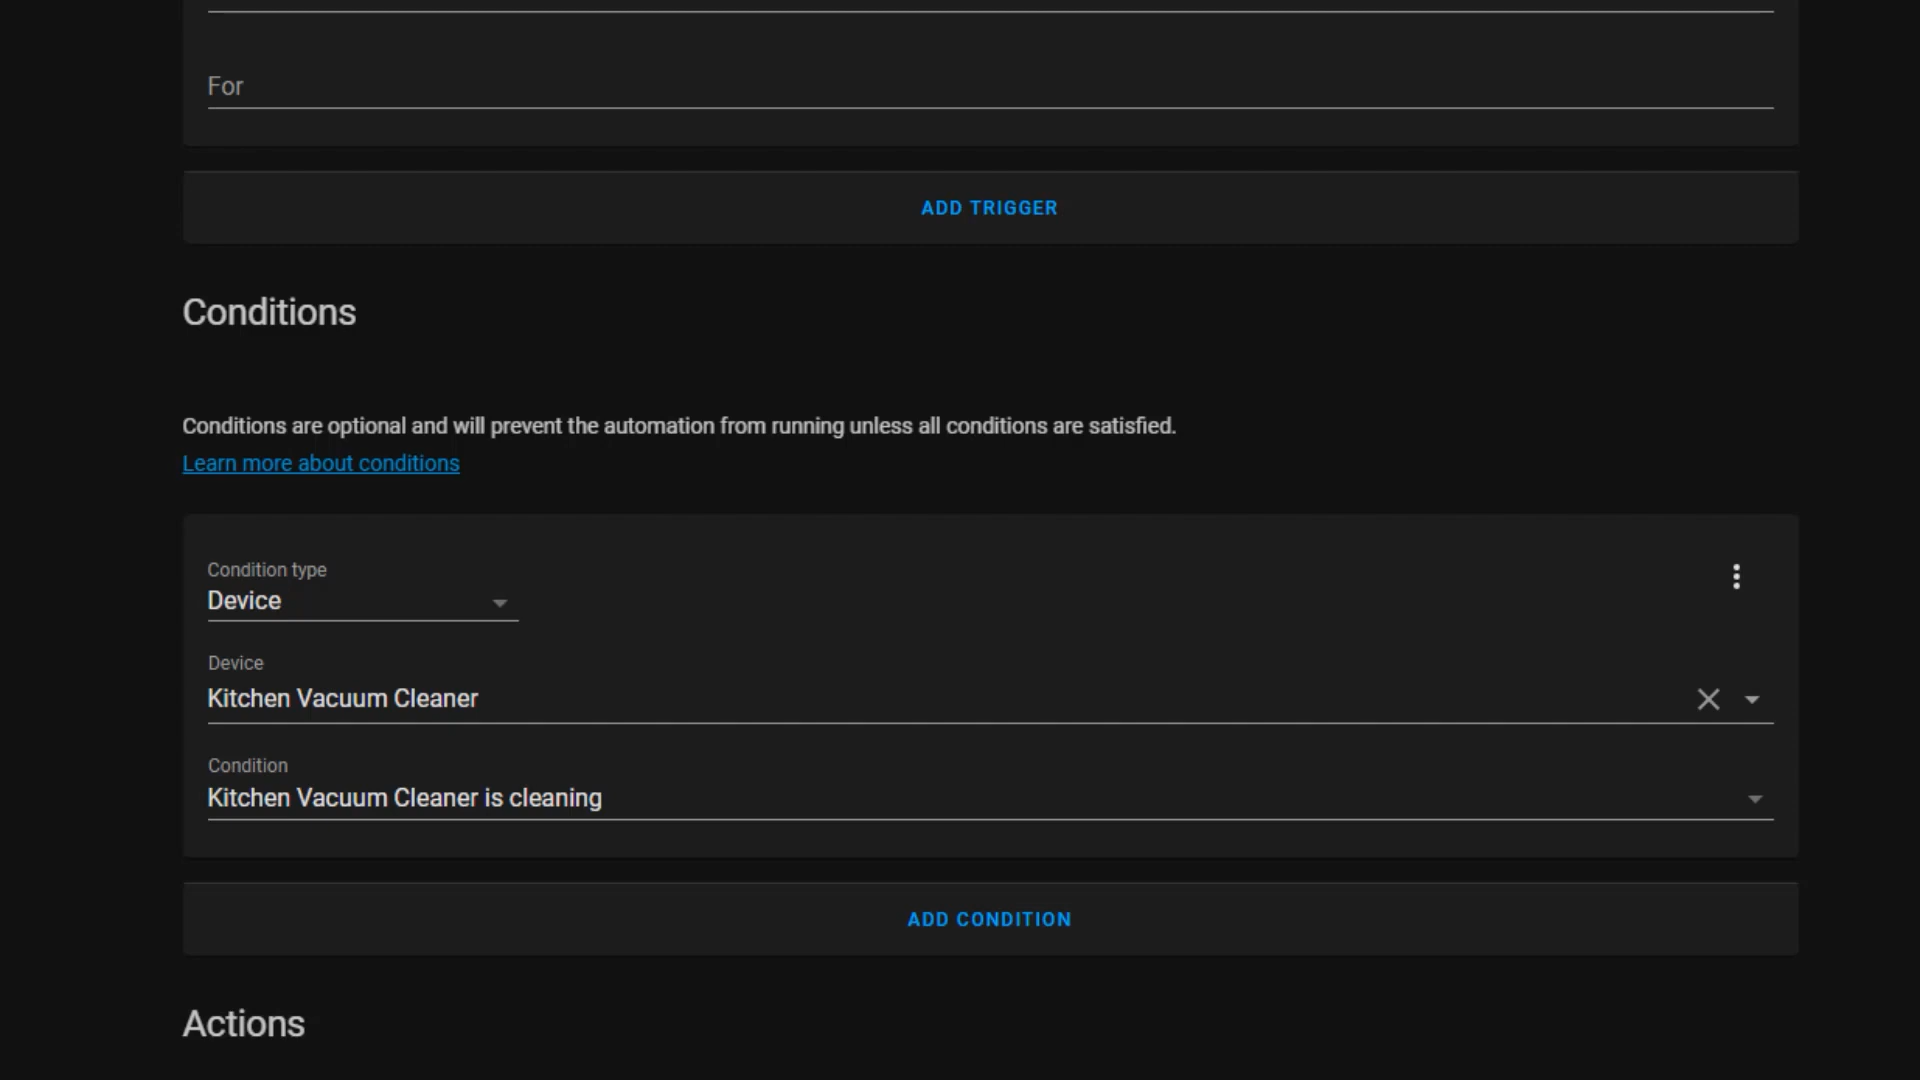 For
ADD TRIGGER
Conditions
Conditions are optional and will prevent the automation from running unless all conditions are satisfied.
Learn more about conditions
Condition type
Device
Device
Kitchen Vacuum Cleaner
Condition
Kitchen Vacuum Cleaner is cleaning
ADD CONDITION
Actions